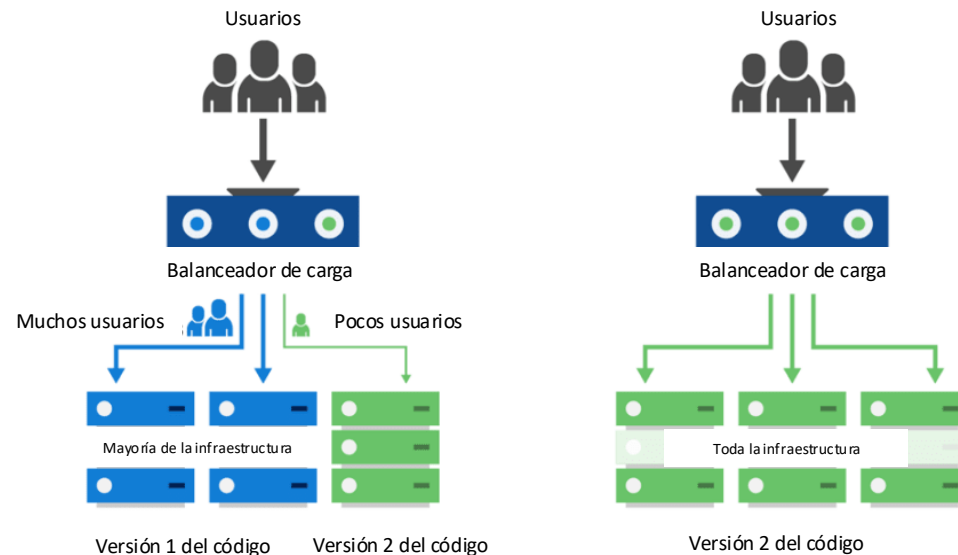 Usuarios
Usuarios
Balanceador de carga
Balanceador de carga
Muchos usuarios
Pocos usuarios
Mayoría de la infraestructura
Toda la infraestructura
Versión 1 del código
Versión 2 del código
Versión 2 del código